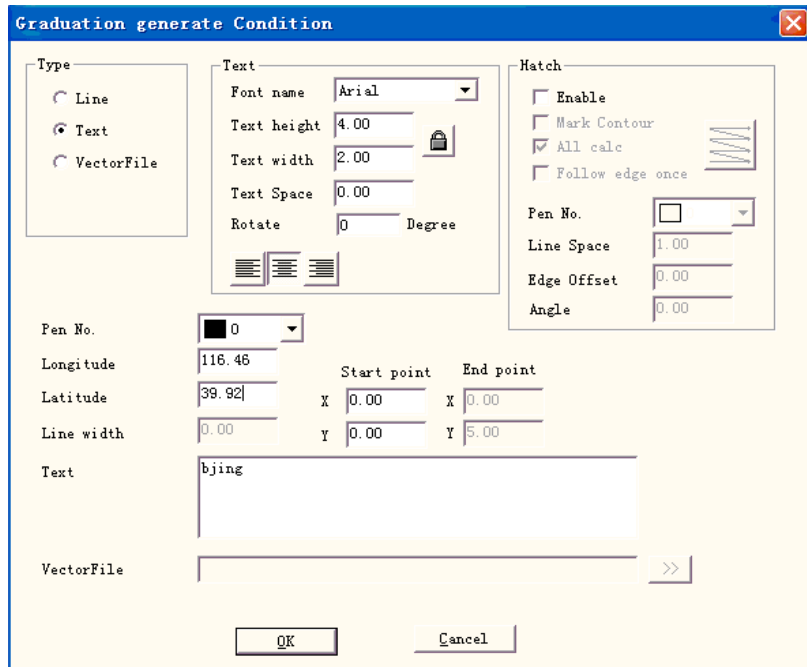 Graduation generate Condition
Type
Line
Text
VectorFile
Text
Font name Arial
Text height 4.00
Text width 2.00
Text Space 0.00
Rotate 0 Degree
Hatch
Enable
Mark Contour
All calc
Follow edge once
Pen No.
Line Space 1.00
Edge Offset 0.00
Angle 0.00
Pen No. 0
Longitude 116.46
Latitude 39.92
Line width 0.00
Start point End point
X 0.00 X 0.00
Y 0.00 Y 5.00
Text bjing
VectorFile >>
OK Cancel